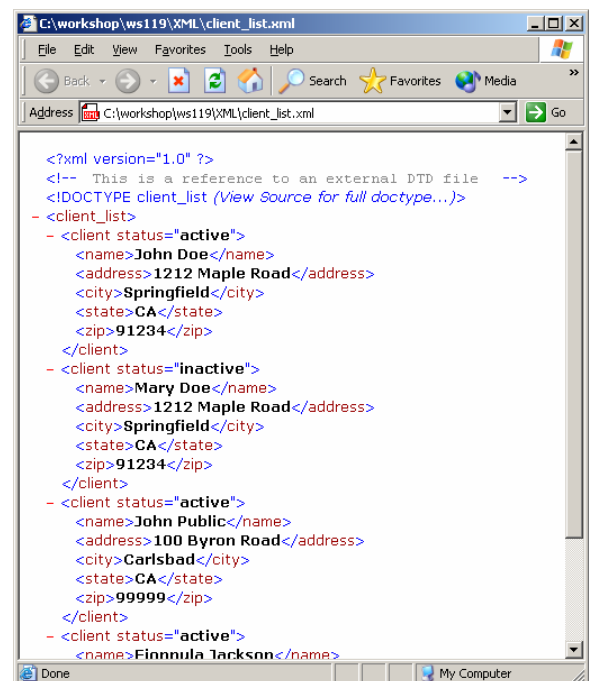 C:\workshop\ws119\XML\client_list.xml
File Edit View Favorites Tools Help
Back Search Favorites Media »
Address C:\workshop\ws119\XML\client_list.xml Go
<?xml version="1.0" ?>
<!-- This is a reference to an external DTD file -->
<!DOCTYPE client_list (View Source for full doctype...)>
- <client_list>
- <client status="active">
<name>John Doe</name>
<address>1212 Maple Road</address>
<city>Springfield</city>
<state>CA</state>
<zip>91234</zip>
</client>
- <client status="inactive">
<name>Mary Doe</name>
<address>1212 Maple Road</address>
<city>Springfield</city>
<state>CA</state>
<zip>91234</zip>
</client>
- <client status="active">
<name>John Public</name>
<address>100 Byron Road</address>
<city>Carlsbad</city>
<state>CA</state>
<zip>99999</zip>
</client>
- <client status="active">
<name>Fionnula Jackson</name>
Done My Computer